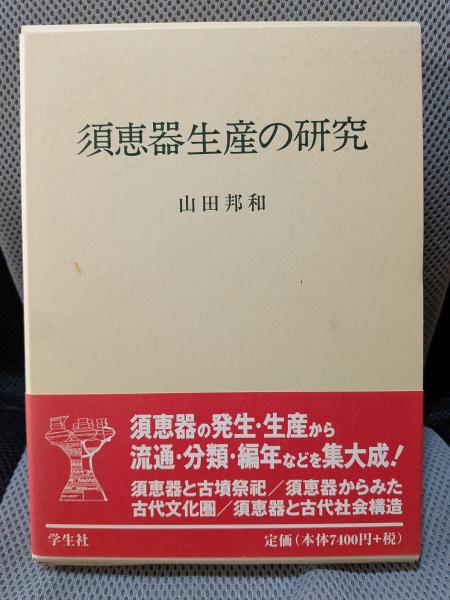 須恵器生産の研究
山田邦和
須恵器の発生・生産から
流通・分類・編年などを集大成!
須恵器と古墳祭祀/須恵器からみた
古代文化圏/須恵器と古代社会構造
学生社
定価(本体7400円+税)